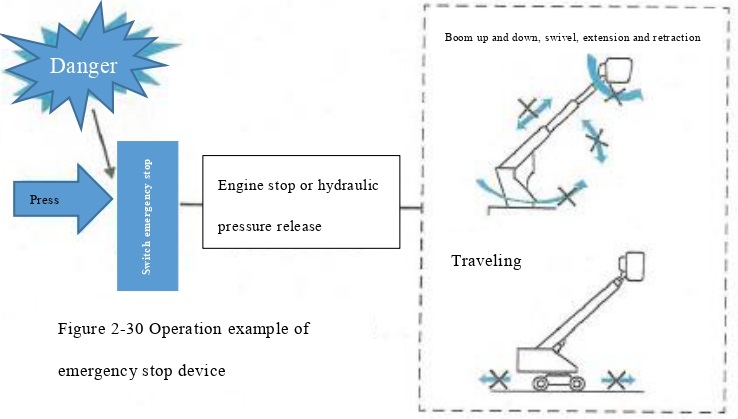 Danger
Press
Switch emergency stop
Engine stop or hydraulic
pressure release
Boom up and down, swivel, extension and retraction
Traveling
Figure 2-30 Operation example of
emergency stop device